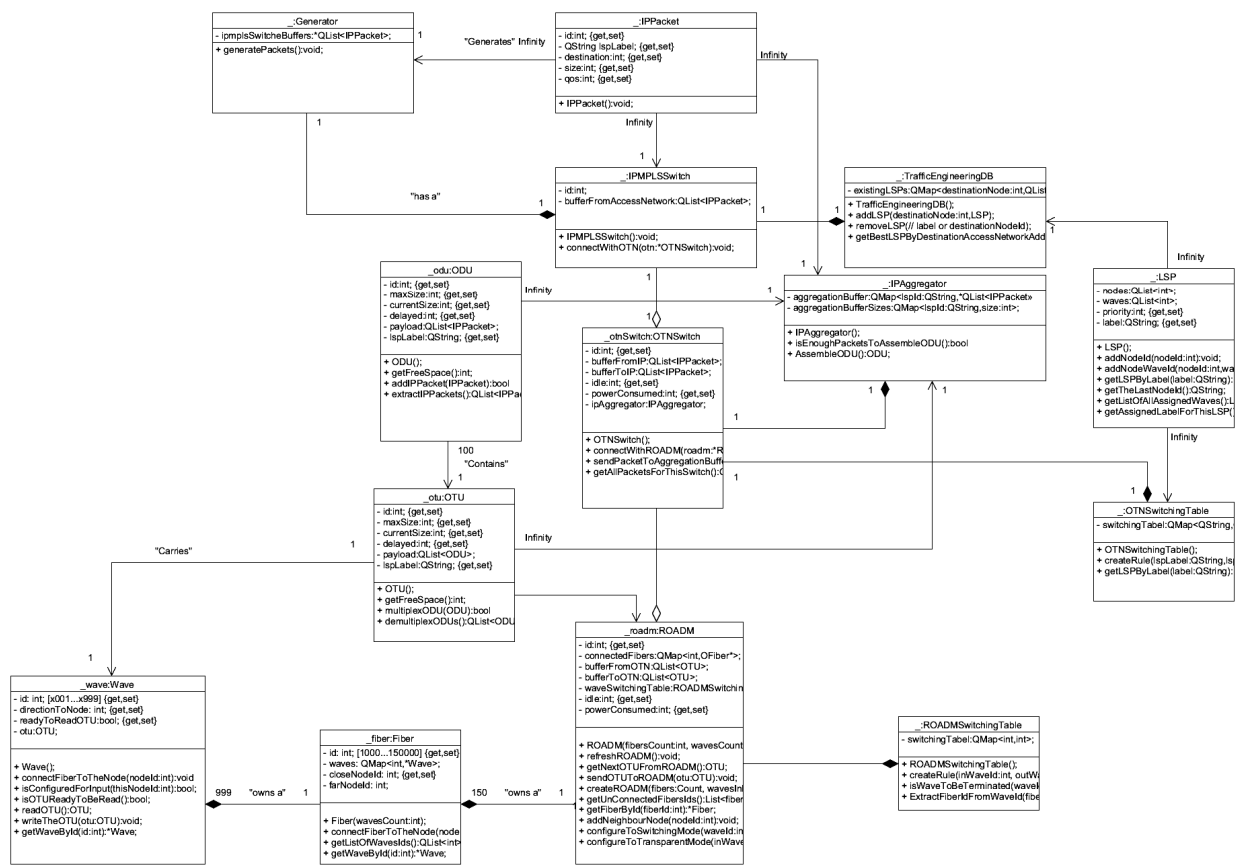 _:Generator
- ipmplsSwitcheBuffers:*QList<IPPacket>;
+ generatePackets():void;
1
"Generates"
Infinity
_:IPPacket
- id:int; {get,set}
- QString lspLabel; {get,set}
- destination:int; {get,set}
- size:int; {get,set}
- qos:int; {get,set}
+ IPPacket():void;
Infinity
Infinity
1
1
"has a"
1
_:IPMPLSSwitch
- id:int;
- bufferFromAccessNetwork:QList<IPPacket>;
+ IPMPLSSwitch():void;
+ connectWithOTN(otn:*OTNSwitch):void;
1
1
1
_:TrafficEngineeringDB
- existingLSPs:QMap<destinationNode:int,QList
+ TrafficEngineeringDB();
+ addLSP(destinatioNode:int,LSP);
+ removeLSP(// label or destinationNodeId);
+ getBestLSPByDestinationAccessNetworkAdd
1
Infinity
_:LSP
- nodes:QList<int>;
- waves:QList<int>;
- priority:int; {get,set}
- label:QString; {get,set}
+ LSP();
+ addNodeId(nodeId:int):void;
+ addNodeWaveId(nodeId:int,wa
+ getLSPByLabel(label:QString):
+ getTheLastNodeId():QString;
+ getListOfAllAssignedWaves():L
+ getAssignedLabelForThisLSP()
Infinity
_odu:ODU
- id:int; {get,set}
- maxSize:int; {get,set}
- currentSize:int; {get,set}
- delayed:int; {get,set}
- payload:QList<IPPacket>;
- lspLabel:QString; {get,set}
+ ODU();
+ getFreeSpace():int;
+ addIPPacket(IPPacket):bool
+ extractIPPackets():QList<IPPa
Infinity
1
1
_:IPAggregator
- aggregationBuffer:QMap<lspId:QString,*QList<IPPacket»
- aggregationBufferSizes:QMap<lspId:QString,size:int>;
+ IPAggregator();
+ isEnoughPacketsToAssembleODU():bool
+ AssembleODU():ODU;
1
1
1
_otnSwitch:OTNSwitch
- id:int; {get,set}
- bufferFromIP:QList<IPPacket>;
- bufferToIP:QList<IPPacket>;
- idle:int; {get,set}
- powerConsumed:int; {get,set}
- ipAggregator:IPAggregator;
+ OTNSwitch();
+ connectWithROADM(roadm:*R
+ sendPacketToAggregationBuff
+ getAllPacketsForThisSwitch():Q
1
1
100
"Contains"
1
1
_:OTNSwitchingTable
- switchingTabel:QMap<QString,
+ OTNSwitchingTable();
+ createRule(lspLabel:QString,lsp
+ getLSPByLabel(label:QString):
_otu:OTU
- id:int; {get,set}
- maxSize:int; {get,set}
- currentSize:int; {get,set}
- delayed:int; {get,set}
- payload:QList<ODU>;
- lspLabel:QString; {get,set}
+ OTU();
+ getFreeSpace():int;
+ multiplexODU(ODU):bool
+ demultiplexODUs():QList<ODU
Infinity
"Carries"
1
1
_wave:Wave
- id: int; [x001...x999] {get,set}
- directionToNode: int; {get,set}
- readyToReadOTU:bool; {get,set}
- otu:OTU;
+ Wave();
+ connectFiberToTheNode(nodeId:int):void
+ isConfiguredForInput(thisNodeId:int):bool;
+ isOTUReadyToBeRead():bool;
+ readOTU():OTU;
+ writeTheOTU(otu:OTU):void;
+ getWaveById(id:int):*Wave;
999
"owns a"
1
_fiber:Fiber
- id: int; [1000...150000] {get,set}
- waves: QMap<int,*Wave>;
- closeNodeId: int; {get,set}
- farNodeId: int;
+ Fiber(wavesCount:int);
+ connectFiberToTheNode(node
+ getListOfWavesIds():QList<int>
+ getWaveById(id:int):*Wave;
150
"owns a"
1
_roadm:ROADM
- id:int; {get,set}
- connectedFibers:QMap<int,OFiber*>;
- bufferFromOTN:QList<OTU>;
- bufferToOTN:QList<OTU>;
- waveSwitchingTable:ROADMSwitchin
- idle:int; {get,set}
- powerConsumed:int; {get,set}
+ ROADM(fibersCount:int, wavesCount
+ refreshROADM():void;
+ getNextOTUFromROADM():OTU;
+ sendOTUToROADM(otu:OTU):void;
+ createROADM(fibers:Count, wavesInt
+ getUnConnectedFibersIds():List<fiber
+ getFiberById(fiberId:int):*Fiber;
+ addNeighbourNode(nodeId:int):void;
+ configureToSwitchingMode(waveId:in
+ configureToTransparentMode(inWave
_:ROADMSwitchingTable
- switchingTabel:QMap<int,int>;
+ ROADMSwitchingTable();
+ createRule(inWaveId:int, outWa
+ isWaveToBeTerminated(waveI
+ ExtractFiberIdFromWaveId(fibe